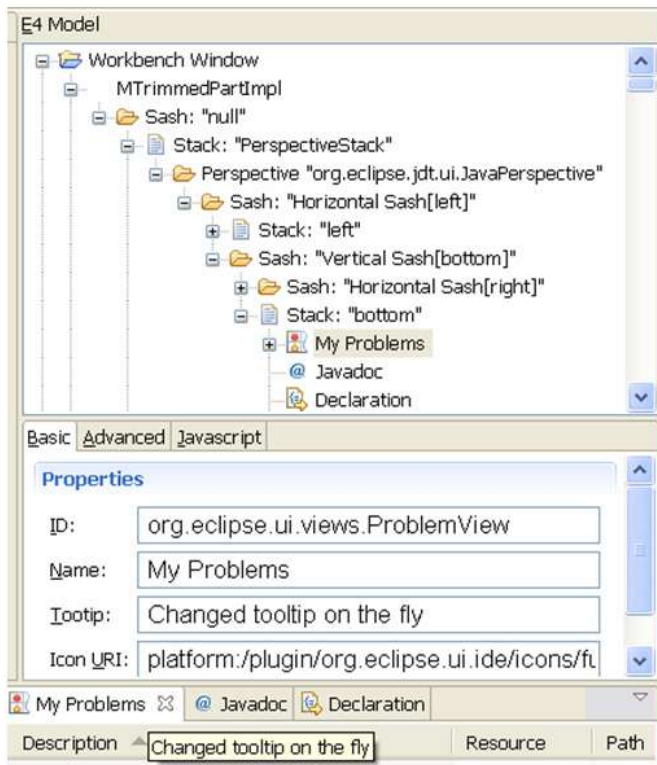 E4 Model
Workbench Window
MTrimmedPartImpl
Sash: "null"
Stack: "PerspectiveStack"
Perspective "org.eclipse.jdt.ui.JavaPerspective"
Sash: "Horizontal Sash[left]"
Stack: "left"
Sash: "Vertical Sash[bottom]"
Sash: "Horizontal Sash[right]"
Stack: "bottom"
My Problems
@ Javadoc
Declaration
Basic Advanced Javascript
Properties
ID: org.eclipse.ui.views.ProblemView
Name: My Problems
Tootip: Changed tooltip on the fly
Icon URI: platform:/plugin/org.eclipse.ui.ide/icons/fu
My Problems @ Javadoc Declaration
Description Changed tooltip on the fly Resource Path